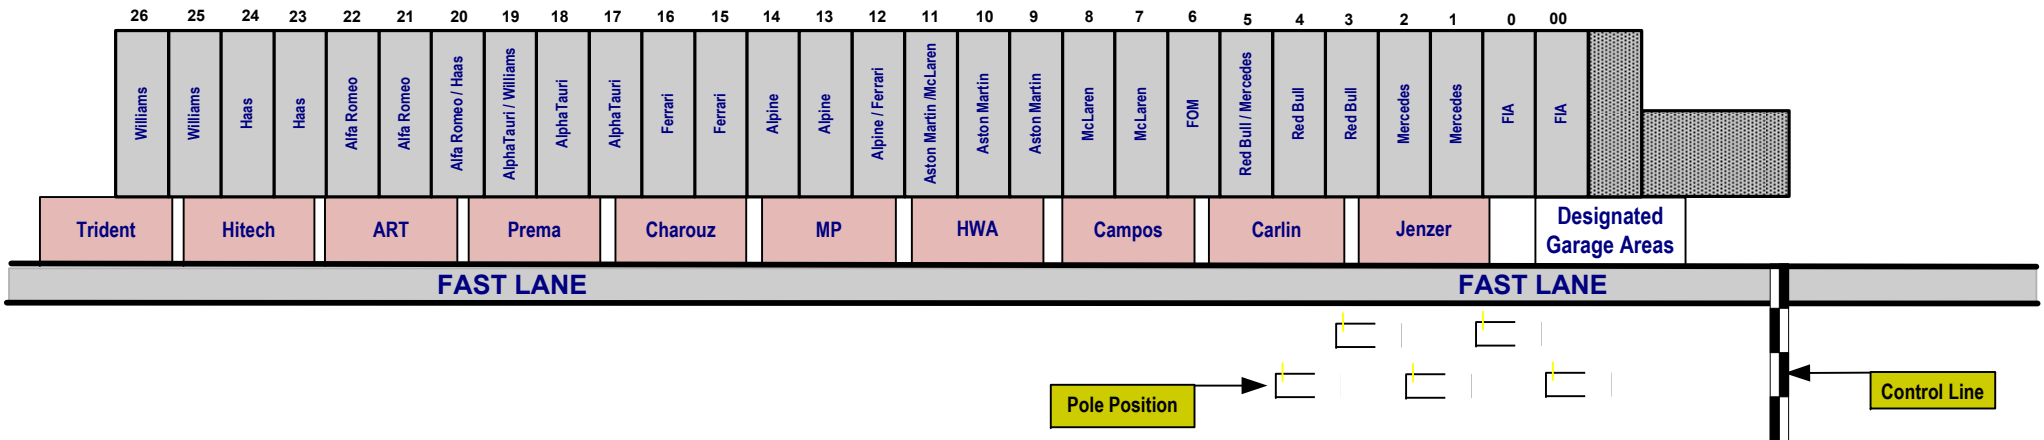 26 25 24 23 22 21 20 19 18 17 16 15 14 13 12 11 10 9 8 7 6 5 4 3 2 1 0 00
Williams
Williams
Haas
Haas
Alfa Romeo
Alfa Romeo
Alfa Romeo / Haas
AlphaTauri / Williams
AlphaTauri
AlphaTauri
Ferrari
Ferrari
Alpine
Alpine
Alpine / Ferrari
Aston Martin /McLaren
Aston Martin
Aston Martin
McLaren
McLaren
FOM
Red Bull / Mercedes
Red Bull
Red Bull
Mercedes
Mercedes
FIA
FIA
Trident
Hitech
ART
Prema
Charouz
MP
HWA
Campos
Carlin
Jenzer
Designated
Garage Areas
FAST LANE
FAST LANE
Pole Position
Control Line